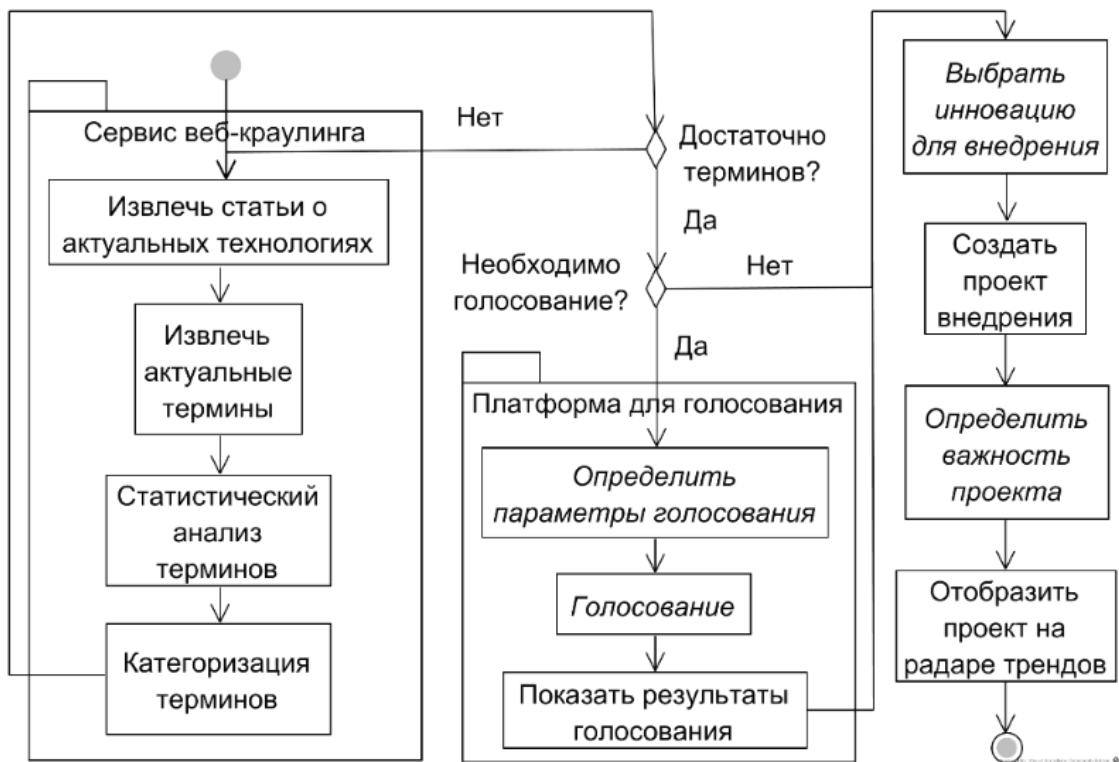 Сервис веб-краулинга
Извлечь статьи о
актуальных технологиях
Извлечь
актуальные
термины
Статистический
анализ
терминов
Категоризация
терминов
Нет
Достаточно
терминов?
Да
Необходимо
голосование?
Нет
Да
Платформа для голосования
Определить
параметры голосования
Голосование
Показать результаты
голосования
Выбрать
инновацию
для внедрения
Создать
проект
внедрения
Определить
важность
проекта
Отобразить
проект на
радаре трендов